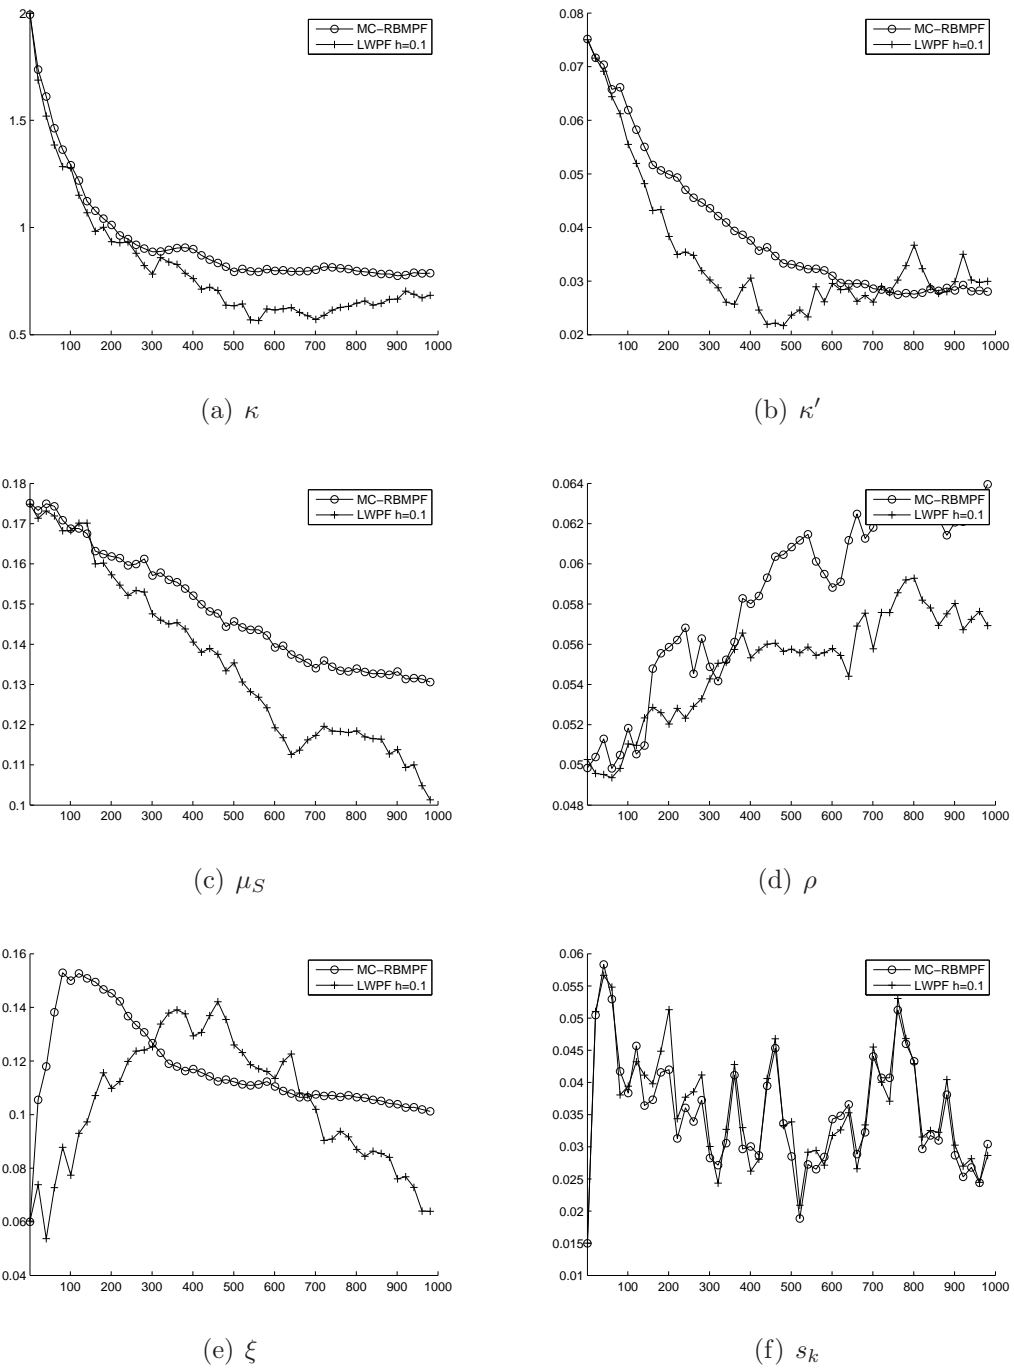 2
1.5
1
0.5
100 200 300 400 500 600 700 800 900 1000
MC−RBMPF
LWPF h=0.1
(a) κ
0.08
0.07
0.06
0.05
0.04
0.03
0.02
100 200 300 400 500 600 700 800 900 1000
MC−RBMPF
LWPF h=0.1
(b) κ′
0.18
0.17
0.16
0.15
0.14
0.13
0.12
0.11
0.1
100 200 300 400 500 600 700 800 900 1000
MC−RBMPF
LWPF h=0.1
(c) μ_S
0.064
0.062
0.06
0.058
0.056
0.054
0.052
0.05
0.048
100 200 300 400 500 600 700 800 900 1000
MC−RBMPF
LWPF h=0.1
(d) ρ
0.16
0.14
0.12
0.1
0.08
0.06
0.04
100 200 300 400 500 600 700 800 900 1000
MC−RBMPF
LWPF h=0.1
(e) ξ
0.06
0.055
0.05
0.045
0.04
0.035
0.03
0.025
0.02
0.015
0.01
100 200 300 400 500 600 700 800 900 1000
MC−RBMPF
LWPF h=0.1
(f) s_k